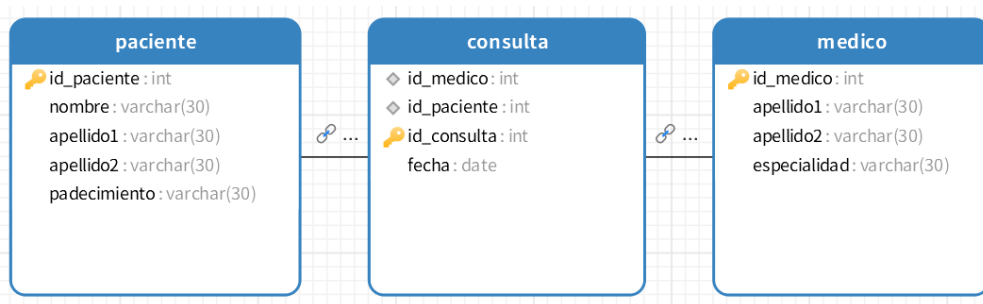 paciente
id_paciente : int
nombre : varchar(30)
apellido1 : varchar(30)
apellido2 : varchar(30)
padecimiento : varchar(30)
...
consulta
id_medico : int
id_paciente : int
id_consulta : int
fecha : date
...
medico
id_medico : int
apellido1 : varchar(30)
apellido2 : varchar(30)
especialidad : varchar(30)